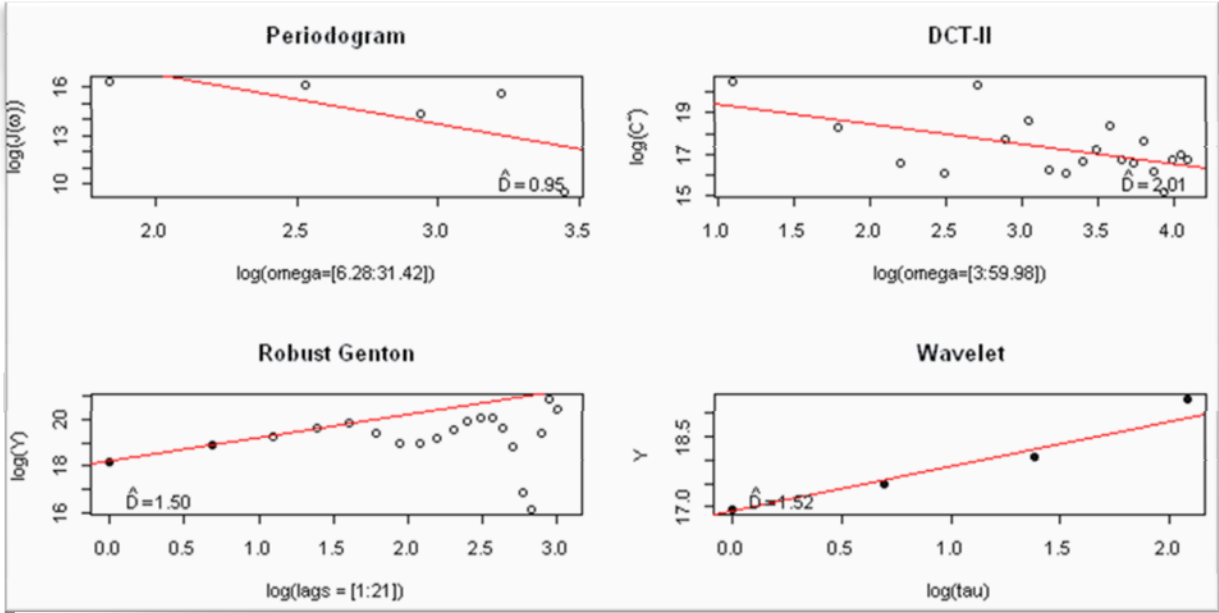 Periodogram
log(J(ω))
16
13
10
D̂ = 0.95
2.0 2.5 3.0 3.5
log(omega=[6.28:31.42])
DCT-II
log(C˜)
19
17
15
D̂ = 2.01
1.0 1.5 2.0 2.5 3.0 3.5 4.0
log(omega=[3:59.98])
Robust Genton
log(Y)
20
18
16
D̂ =1.50
0.0 0.5 1.0 1.5 2.0 2.5 3.0
log(lags = [1:21])
Wavelet
Y
18.5
17.0
D̂ =1.52
0.0 0.5 1.0 1.5 2.0
log(tau)